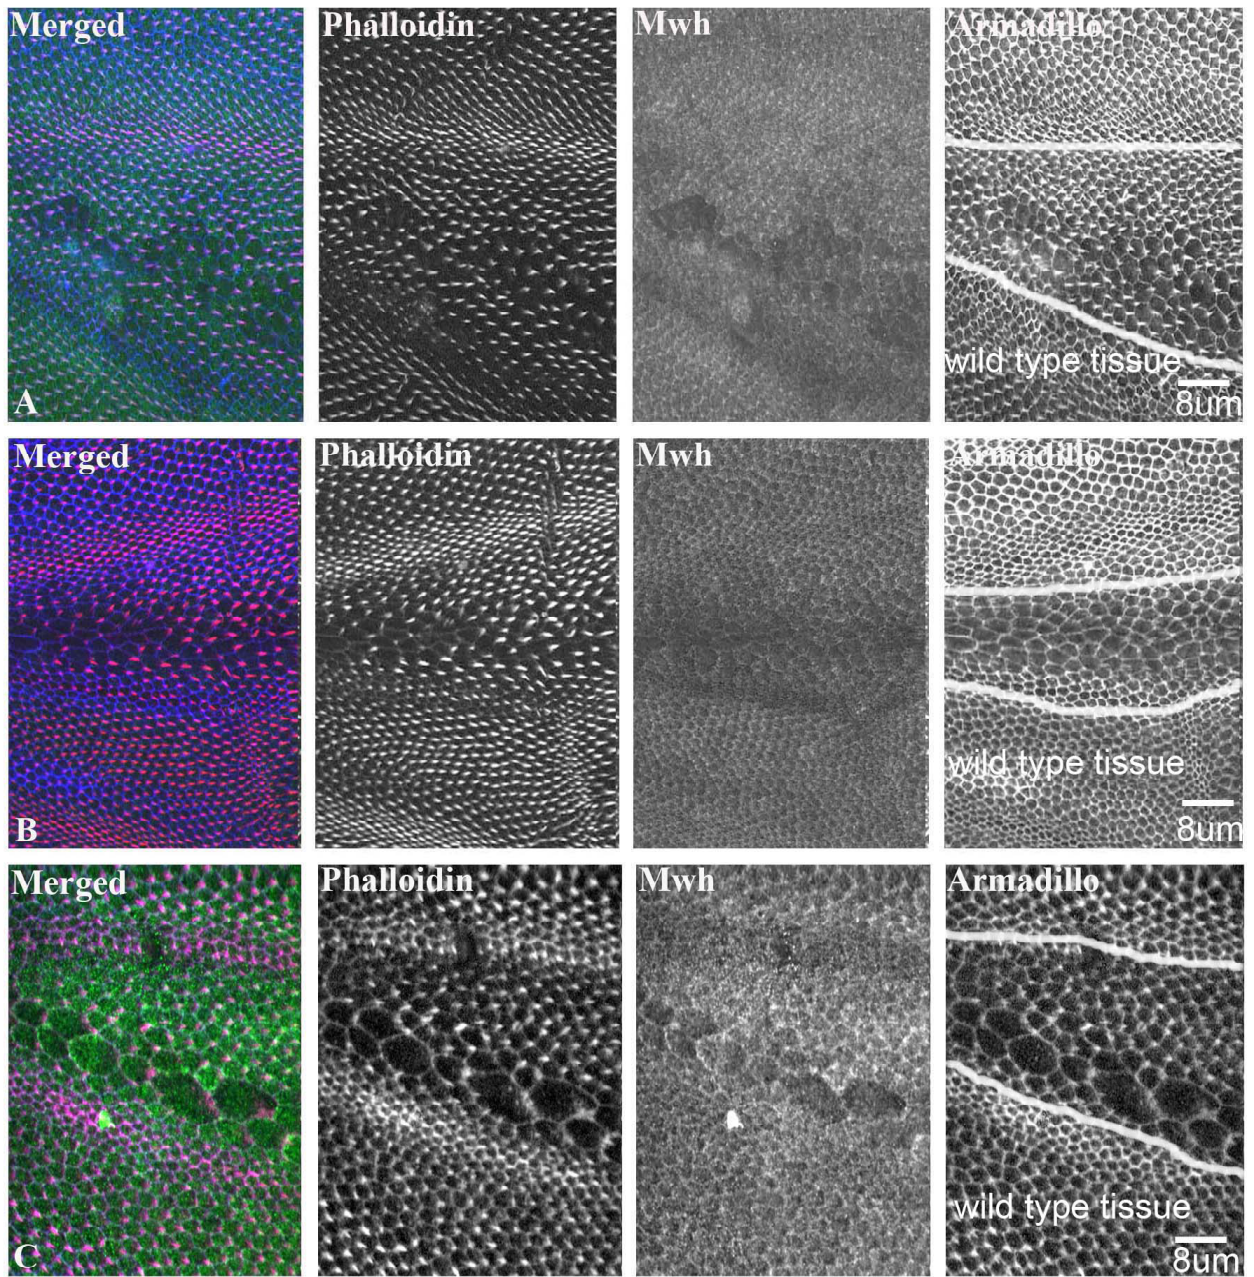 Merged Phalloidin Mwh Armadillo
wild type tissue
A 8um
Merged Phalloidin Mwh Armadillo
wild type tissue
B 8um
Merged Phalloidin Mwh Armadillo
wild type tissue
C 8um